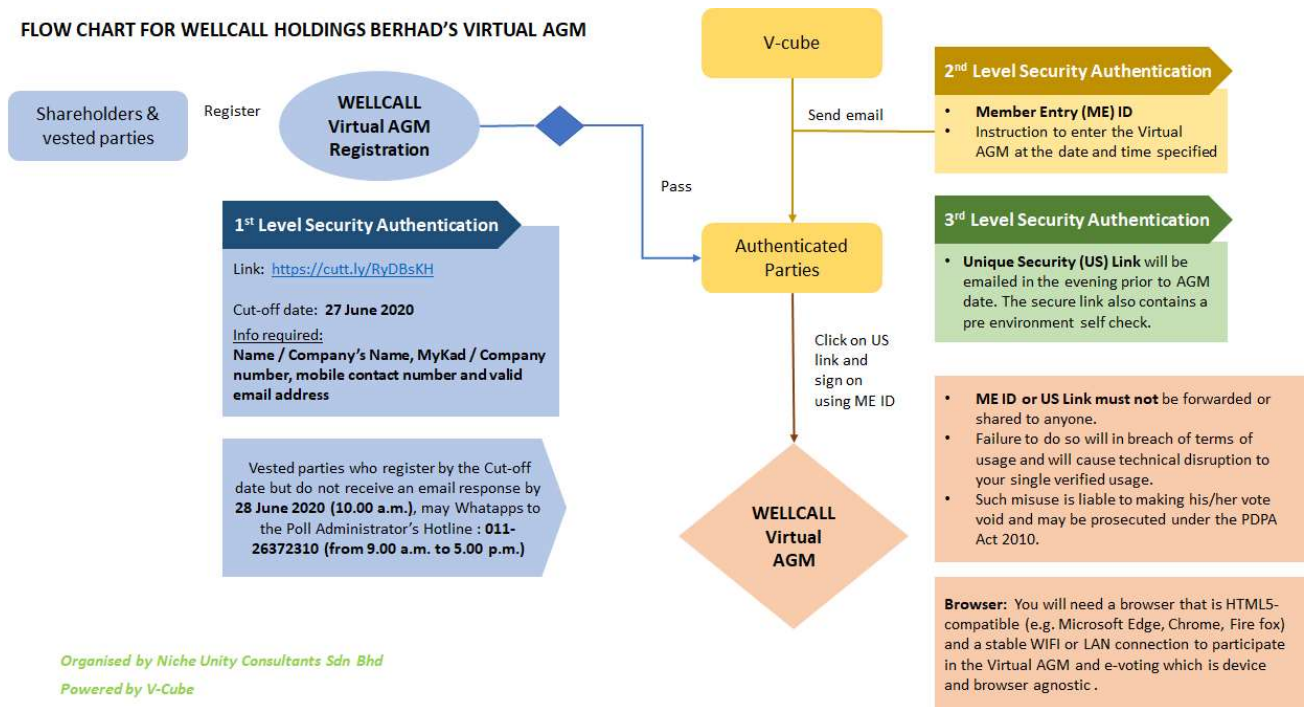 FLOW CHART FOR WELLCALL HOLDINGS BERHAD'S VIRTUAL AGM
Shareholders &
vested parties
Register
WELLCALL
Virtual AGM
Registration
Pass
V-cube
Send email
Authenticated
Parties
Click on US
link and
sign on
using ME ID
WELLCALL
Virtual
AGM
1st Level Security Authentication
Link: https://cutt.ly/RyDBsKH
Cut-off date: 27 June 2020
Info required:
Name / Company's Name, MyKad / Company
number, mobile contact number and valid
email address
Vested parties who register by the Cut-off
date but do not receive an email response by
28 June 2020 (10.00 a.m.), may Whatapps to
the Poll Administrator's Hotline : 011-
26372310 (from 9.00 a.m. to 5.00 p.m.)
2nd Level Security Authentication
• Member Entry (ME) ID
• Instruction to enter the Virtual
AGM at the date and time specified
3rd Level Security Authentication
• Unique Security (US) Link will be
emailed in the evening prior to AGM
date. The secure link also contains a
pre environment self check.
• ME ID or US Link must not be forwarded or
shared to anyone.
• Failure to do so will in breach of terms of
usage and will cause technical disruption to
your single verified usage.
• Such misuse is liable to making his/her vote
void and may be prosecuted under the PDPA
Act 2010.
Browser: You will need a browser that is HTML5-
compatible (e.g. Microsoft Edge, Chrome, Fire fox)
and a stable WIFI or LAN connection to participate
in the Virtual AGM and e-voting which is device
and browser agnostic .
Organised by Niche Unity Consultants Sdn Bhd
Powered by V-Cube